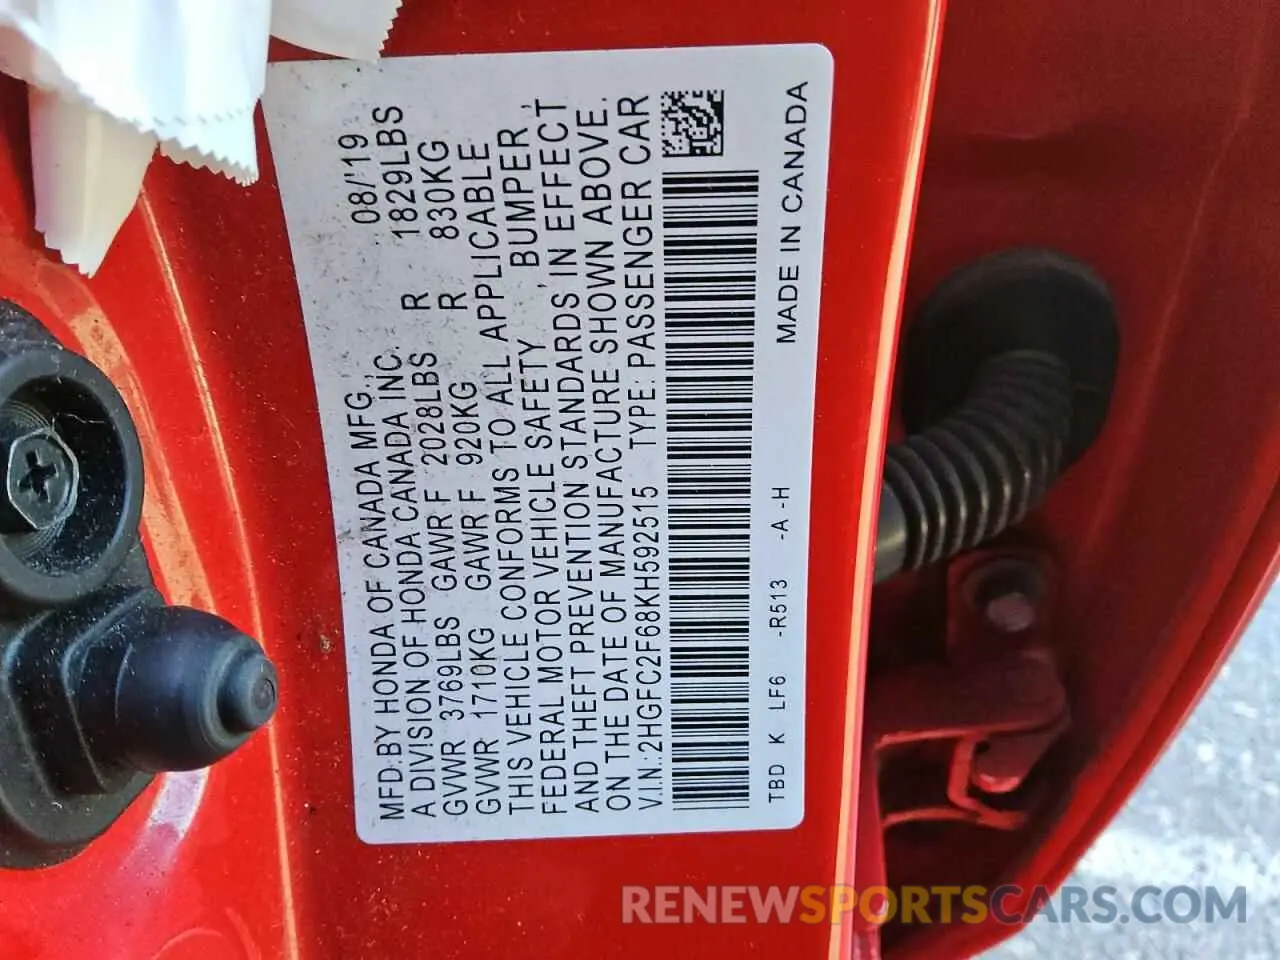 MFD.BY HONDA OF CANADA MFG., 08/'19
A DIVISION OF HONDA CANADA INC.
GVWR 3769LBS GAWR F 2028LBS R 1829LBS
GVWR 1710KG GAWR F 920KG R 830KG
THIS VEHICLE CONFORMS TO ALL APPLICABLE
FEDERAL MOTOR VEHICLE SAFETY , BUMPER ,
AND THEFT PREVENTION STANDARDS IN EFFECT
ON THE DATE OF MANUFACTURE SHOWN ABOVE.
V.I.N.:2HGFC2F68KH592515 TYPE: PASSENGER CAR
TBD K LF6 -R513 -A -H MADE IN CANADA
RENEWSPORTSCARS.COM